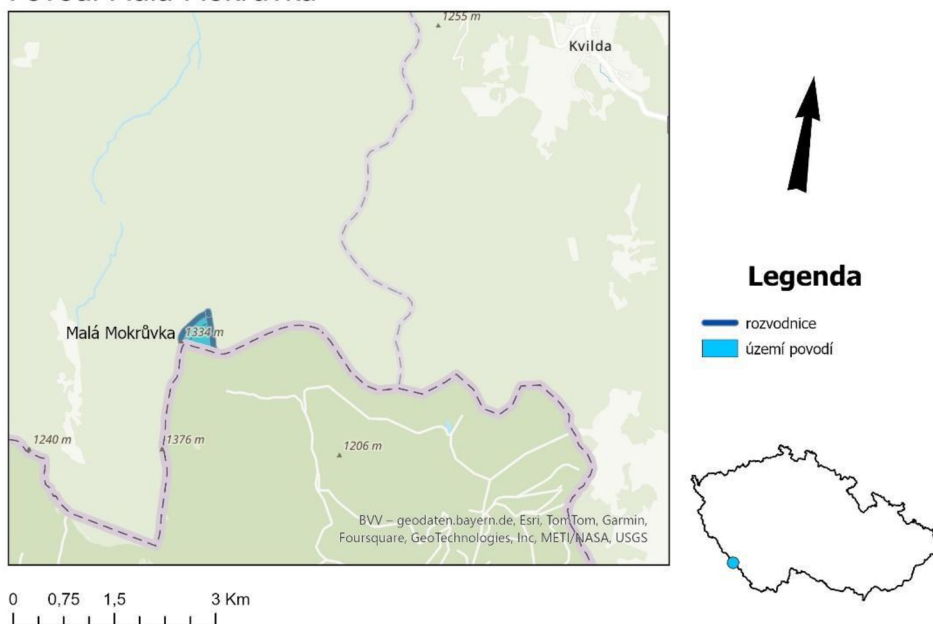 Povodí Malá Mokrůvka
1255 m
Kvilda
Malá Mokrůvka
1334 m
1240 m
1376 m
1206 m
BVV – geodaten.bayern.de, Esri, TomTom, Garmin,
Foursquare, GeoTechnologies, Inc, METI/NASA, USGS
Legenda
rozvodnice
území povodí
0 0,75 1,5 3 Km